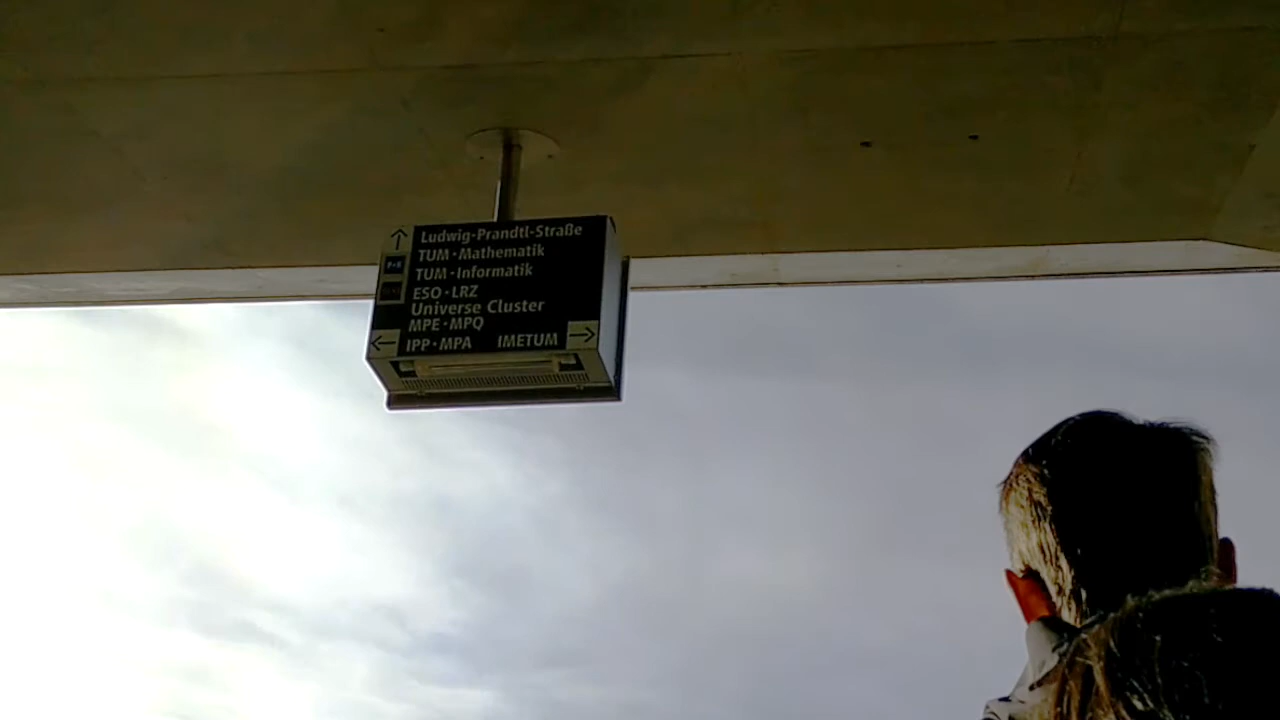 Ludwig-Prandtl-Straße
TUM·Mathematik
P+R
TUM·Informatik
ESO·LRZ
Universe Cluster
MPE·MPQ
IPP·MPA IMETUM